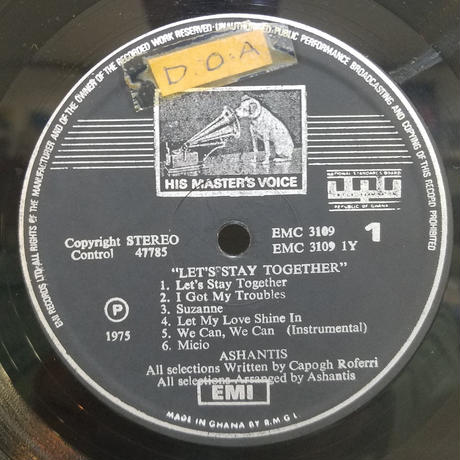 EMI RECORDS LTD·ALL RIGHTS OF THE MANUFACTURER AND OF THE OWNER OF THE RECORDED WORK RESERVED·UNAUTHORISED PUBLIC PERFORMANCE BROADCASTING AND COPYING OF THIS RECORD PROHIBITED
D.O.A
HIS MASTER'S VOICE
NATIONAL STANDARDS BOARD
REPUBLIC OF GHANA
Copyright STEREO
Control 47785
EMC 3109
EMC 3109 1Y
1
"LET'S STAY TOGETHER"
1. Let's Stay Together
2. I Got My Troubles
3. Suzanne
4. Let My Love Shine In
5. We Can, We Can (Instrumental)
6. Micio
P
1975
ASHANTIS
All selections Written by Capogh Roferri
All selections Arranged by Ashantis
EMI
MADE IN GHANA BY R.M.G.L.